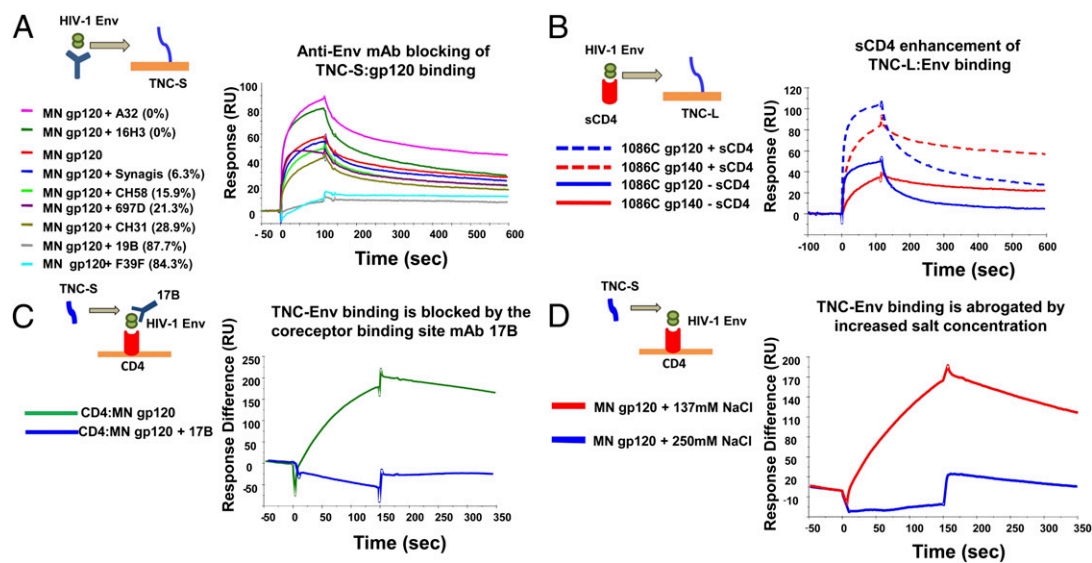 A
HIV-1 Env
TNC-S
Anti-Env mAb blocking of
TNC-S:gp120 binding
MN gp120 + A32 (0%)
MN gp120 + 16H3 (0%)
MN gp120
MN gp120 + Synagis (6.3%)
MN gp120 + CH58 (15.9%)
MN gp120 + 697D (21.3%)
MN gp120 + CH31 (28.9%)
MN gp120 + 19B (87.7%)
MN gp120+ F39F (84.3%)
Response (RU)
100
80
60
40
20
0
-50 0 100 200 300 400 500 600
Time (sec)
B
HIV-1 Env
sCD4
TNC-L
sCD4 enhancement of
TNC-L:Env binding
1086C gp120 + sCD4
1086C gp140 + sCD4
1086C gp120 - sCD4
1086C gp140 - sCD4
Response (RU)
120
100
80
60
40
20
0
-100 0 100 200 300 400 500 600
Time (sec)
C
TNC-S
17B
HIV-1 Env
CD4
TNC-Env binding is blocked by the
coreceptor binding site mAb 17B
CD4:MN gp120
CD4:MN gp120 + 17B
Response Difference (RU)
250
200
150
100
50
0
-50
-50 0 50 100 150 200 250 300 350
Time (sec)
D
TNC-S
HIV-1 Env
CD4
TNC-Env binding is abrogated by
increased salt concentration
MN gp120 + 137mM NaCl
MN gp120 + 250mM NaCl
Response Difference (RU)
200
170
140
110
80
50
20
-10
-50 0 50 100 150 200 250 300 350
Time (sec)